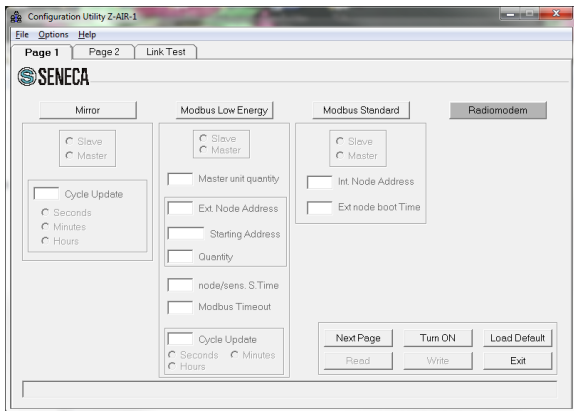 Configuration Utility Z-AIR-1
File Options Help
Page 1 Page 2 Link Test
SENECA
Mirror Modbus Low Energy Modbus Standard Radiomodem
Slave
Master
Cycle Update
Seconds
Minutes
Hours
Slave
Master
Master unit quantity
Ext. Node Address
Starting Address
Quantity
node/sens. S.Time
Modbus Timeout
Cycle Update
Seconds Minutes
Hours
Slave
Master
Int. Node Address
Ext node boot Time
Next Page Turn ON Load Default
Read Write Exit